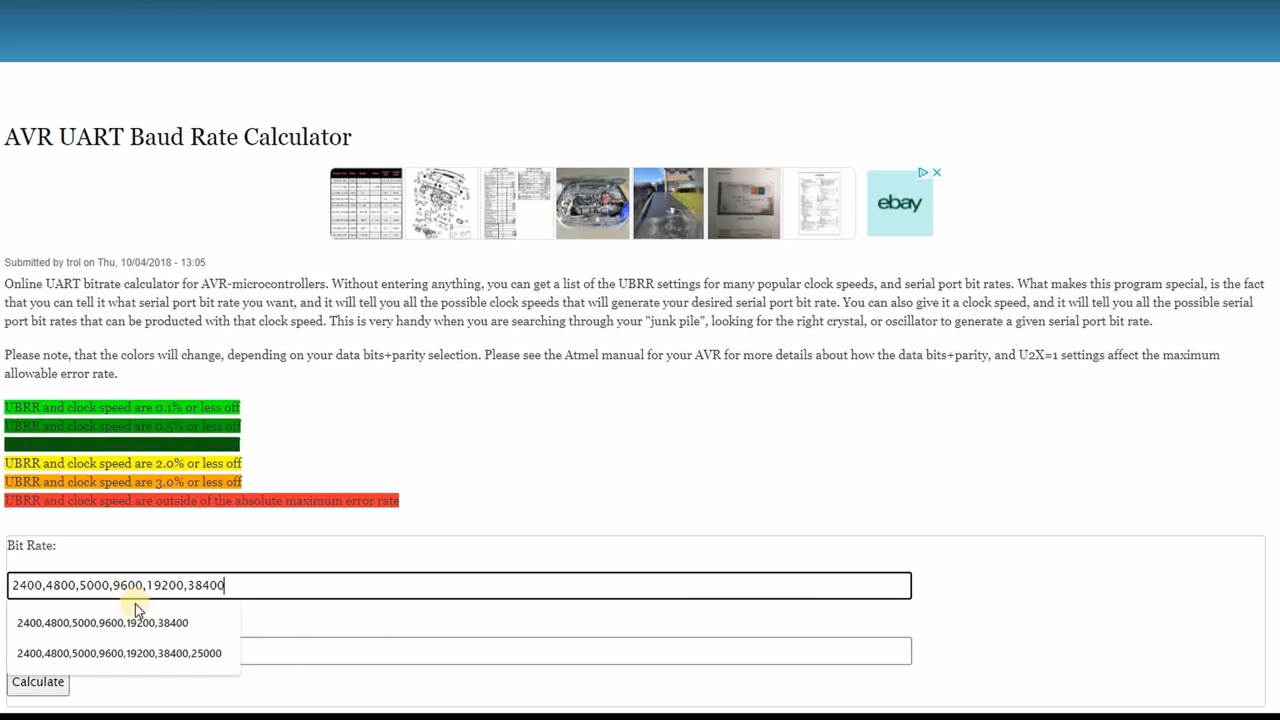 AVR UART Baud Rate Calculator
ebay
Submitted by trol on Thu, 10/04/2018 - 13:05
Online UART bitrate calculator for AVR-microcontrollers. Without entering anything, you can get a list of the UBRR settings for many popular clock speeds, and serial port bit rates. What makes this program special, is the fact
that you can tell it what serial port bit rate you want, and it will tell you all the possible clock speeds that will generate your desired serial port bit rate. You can also give it a clock speed, and it will tell you all the possible serial
port bit rates that can be producted with that clock speed. This is very handy when you are searching through your "junk pile", looking for the right crystal, or oscillator to generate a given serial port bit rate.
Please note, that the colors will change, depending on your data bits+parity selection. Please see the Atmel manual for your AVR for more details about how the data bits+parity, and U2X=1 settings affect the maximum
allowable error rate.
UBRR and clock speed are 0.1% or less off
UBRR and clock speed are 0.5% or less off
UBRR and clock speed are 2.0% or less off
UBRR and clock speed are 3.0% or less off
UBRR and clock speed are outside of the absolute maximum error rate
Bit Rate:
2400,4800,5000,9600,19200,38400
2400,4800,5000,9600,19200,38400
2400,4800,5000,9600,19200,38400,25000
Calculate